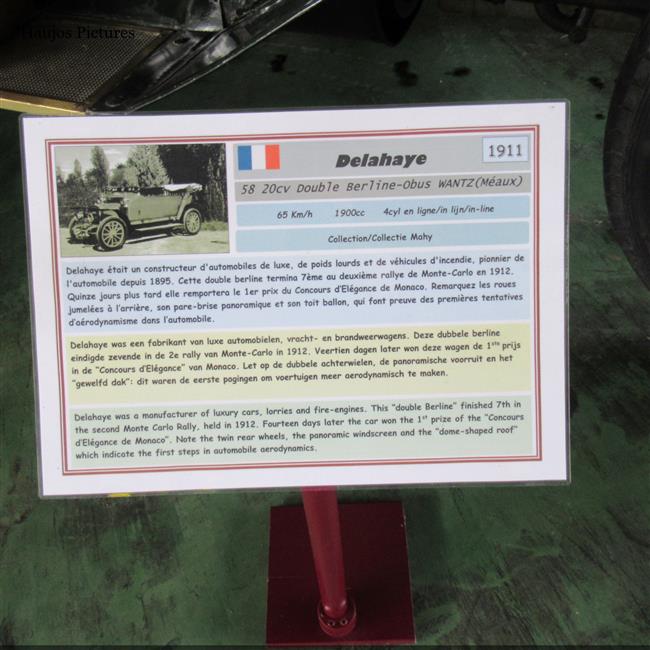 Haujos Pictures
Delahaye
1911
58 20cv Double Berline-Obus WANTZ(Méaux)
65 Km/h 1900cc 4cyl en ligne/in lijn/in-line
Collection/Collectie Mahy
Delahaye était un constructeur d'automobiles de luxe, de poids lourds et de véhicules d'incendie, pionnier de
l'automobile depuis 1895. Cette double berline termina 7ème au deuxième rallye de Monte-Carlo en 1912.
Quinze jours plus tard elle remportera le 1er prix du Concours d'Elégance de Monaco. Remarquez les roues
jumelées à l'arrière, son pare-brise panoramique et son toit ballon, qui font preuve des premières tentatives
d'aérodynamisme dans l'automobile.
Delahaye was een fabrikant van luxe automobielen, vracht- en brandweerwagens. Deze dubbele berline
eindigde zevende in de 2e rally van Monte-Carlo in 1912. Veertien dagen later won deze wagen de 1ste prijs
in de "Concours d'Elégance" van Monaco. Let op de dubbele achterwielen, de panoramische voorruit en het
"gewelfd dak": dit waren de eerste pogingen om voertuigen meer aerodynamisch te maken.
Delahaye was a manufacturer of luxury cars, lorries and fire-engines. This "double Berline" finished 7th in
the second Monte Carlo Rally, held in 1912. Fourteen days later the car won the 1st prize of the "Concours
d'Elégance de Monaco". Note the twin rear wheels, the panoramic windscreen and the "dome-shaped roof"
which indicate the first steps in automobile aerodynamics.